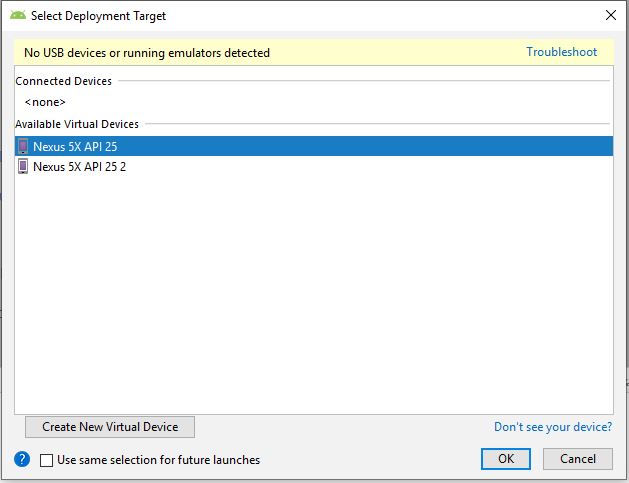 Select Deployment Target
No USB devices or running emulators detected Troubleshoot
Connected Devices
<none>
Available Virtual Devices
Nexus 5X API 25
Nexus 5X API 25 2
Create New Virtual Device Don't see your device?
? Use same selection for future launches OK Cancel